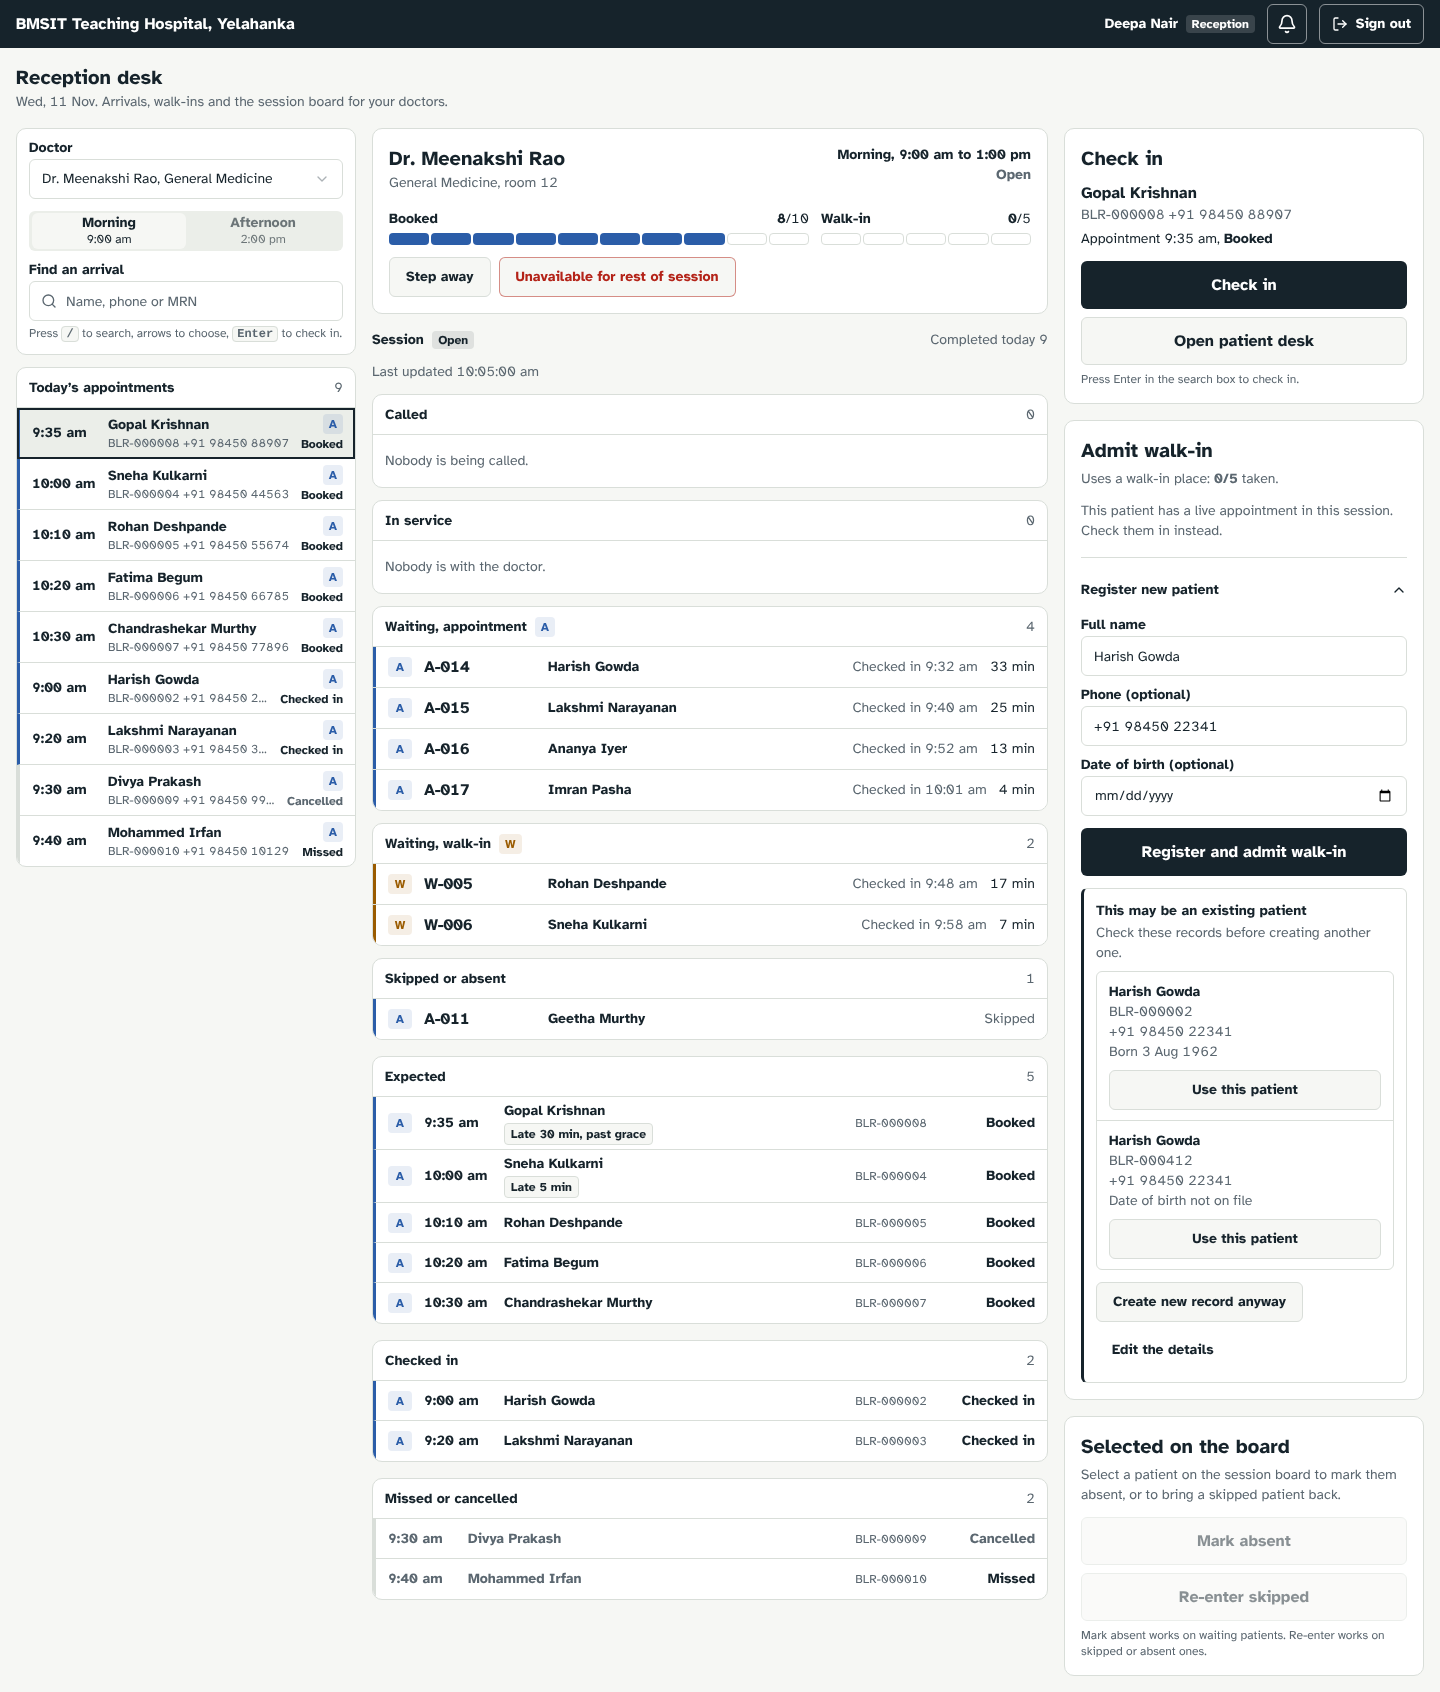 BMSIT Teaching Hospital, Yelahanka
Deepa Nair Reception
Sign out
Reception desk
Wed, 11 Nov. Arrivals, walk-ins and the session board for your doctors.
Doctor
Dr. Meenakshi Rao, General Medicine
Morning
9:00 am
Afternoon
2:00 pm
Find an arrival
Name, phone or MRN
Press / to search, arrows to choose, Enter to check in.
Today's appointments 9
9:35 am Gopal Krishnan A
BLR-000008 +91 98450 88907 Booked
10:00 am Sneha Kulkarni A
BLR-000004 +91 98450 44563 Booked
10:10 am Rohan Deshpande A
BLR-000005 +91 98450 55674 Booked
10:20 am Fatima Begum A
BLR-000006 +91 98450 66785 Booked
10:30 am Chandrashekar Murthy A
BLR-000007 +91 98450 77896 Booked
9:00 am Harish Gowda A
BLR-000002 +91 98450 2... Checked in
9:20 am Lakshmi Narayanan A
BLR-000003 +91 98450 3... Checked in
9:30 am Divya Prakash A
BLR-000009 +91 98450 99... Cancelled
9:40 am Mohammed Irfan A
BLR-000010 +91 98450 10129 Missed
Dr. Meenakshi Rao
General Medicine, room 12
Morning, 9:00 am to 1:00 pm
Open
Booked 8/10
Walk-in 0/5
Step away
Unavailable for rest of session
Session Open
Completed today 9
Last updated 10:05:00 am
Called 0
Nobody is being called.
In service 0
Nobody is with the doctor.
Waiting, appointment A 4
A A-014 Harish Gowda Checked in 9:32 am 33 min
A A-015 Lakshmi Narayanan Checked in 9:40 am 25 min
A A-016 Ananya Iyer Checked in 9:52 am 13 min
A A-017 Imran Pasha Checked in 10:01 am 4 min
Waiting, walk-in W 2
W W-005 Rohan Deshpande Checked in 9:48 am 17 min
W W-006 Sneha Kulkarni Checked in 9:58 am 7 min
Skipped or absent 1
A A-011 Geetha Murthy Skipped
Expected 5
A 9:35 am Gopal Krishnan BLR-000008 Booked
Late 30 min, past grace
A 10:00 am Sneha Kulkarni BLR-000004 Booked
Late 5 min
A 10:10 am Rohan Deshpande BLR-000005 Booked
A 10:20 am Fatima Begum BLR-000006 Booked
A 10:30 am Chandrashekar Murthy BLR-000007 Booked
Checked in 2
A 9:00 am Harish Gowda BLR-000002 Checked in
A 9:20 am Lakshmi Narayanan BLR-000003 Checked in
Missed or cancelled 2
9:30 am Divya Prakash BLR-000009 Cancelled
9:40 am Mohammed Irfan BLR-000010 Missed
Check in
Gopal Krishnan
BLR-000008 +91 98450 88907
Appointment 9:35 am, Booked
Check in
Open patient desk
Press Enter in the search box to check in.
Admit walk-in
Uses a walk-in place: 0/5 taken.
This patient has a live appointment in this session.
Check them in instead.
Register new patient
Full name
Harish Gowda
Phone (optional)
+91 98450 22341
Date of birth (optional)
mm/dd/yyyy
Register and admit walk-in
This may be an existing patient
Check these records before creating another
one.
Harish Gowda
BLR-000002
+91 98450 22341
Born 3 Aug 1962
Use this patient
Harish Gowda
BLR-000412
+91 98450 22341
Date of birth not on file
Use this patient
Create new record anyway
Edit the details
Selected on the board
Select a patient on the session board to mark them
absent, or to bring a skipped patient back.
Mark absent
Re-enter skipped
Mark absent works on waiting patients. Re-enter works on
skipped or absent ones.